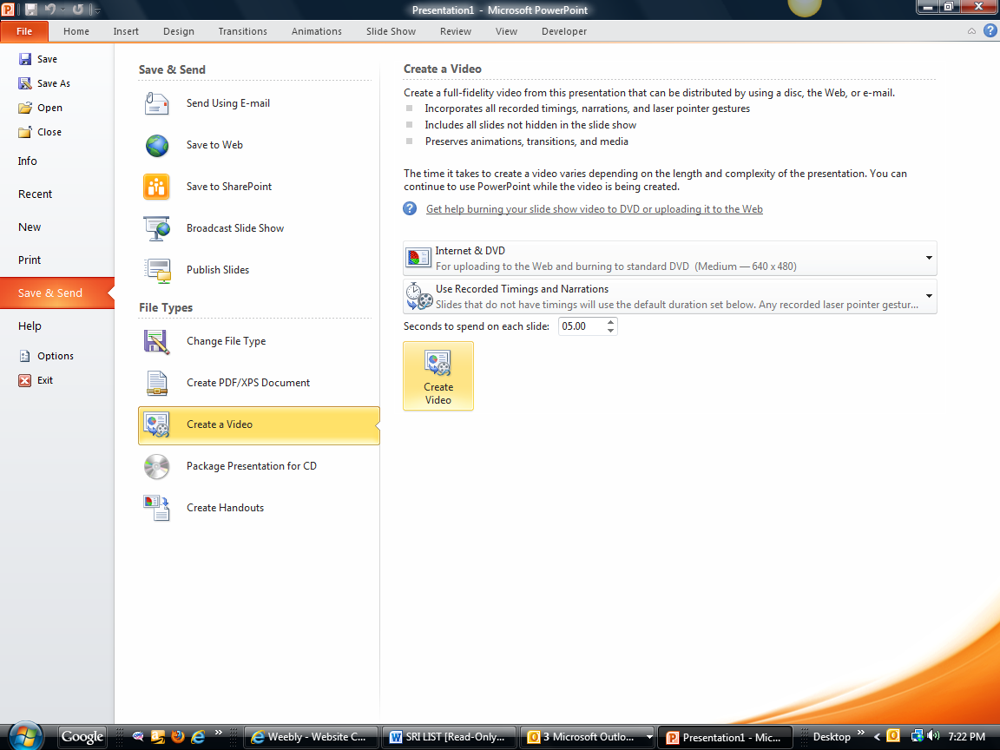 Presentation1 - Microsoft PowerPoint
File Home Insert Design Transitions Animations Slide Show Review View Developer
Save
Save As
Open
Close
Info
Recent
New
Print
Save & Send
Help
Options
Exit
Save & Send
Send Using E-mail
Save to Web
Save to SharePoint
Broadcast Slide Show
Publish Slides
File Types
Change File Type
Create PDF/XPS Document
Create a Video
Package Presentation for CD
Create Handouts
Create a Video
Create a full-fidelity video from this presentation that can be distributed by using a disc, the Web, or e-mail.
Incorporates all recorded timings, narrations, and laser pointer gestures
Includes all slides not hidden in the slide show
Preserves animations, transitions, and media
The time it takes to create a video varies depending on the length and complexity of the presentation. You can
continue to use PowerPoint while the video is being created.
Get help burning your slide show video to DVD or uploading it to the Web
Internet & DVD
For uploading to the Web and burning to standard DVD (Medium — 640 x 480)
Use Recorded Timings and Narrations
Slides that do not have timings will use the default duration set below. Any recorded laser pointer gestur...
Seconds to spend on each slide: 05.00
Create
Video
Google Weebly - Website C... SRI LIST [Read-Only... 3 Microsoft Outlo... Presentation1 - Mic... Desktop 7:22 PM